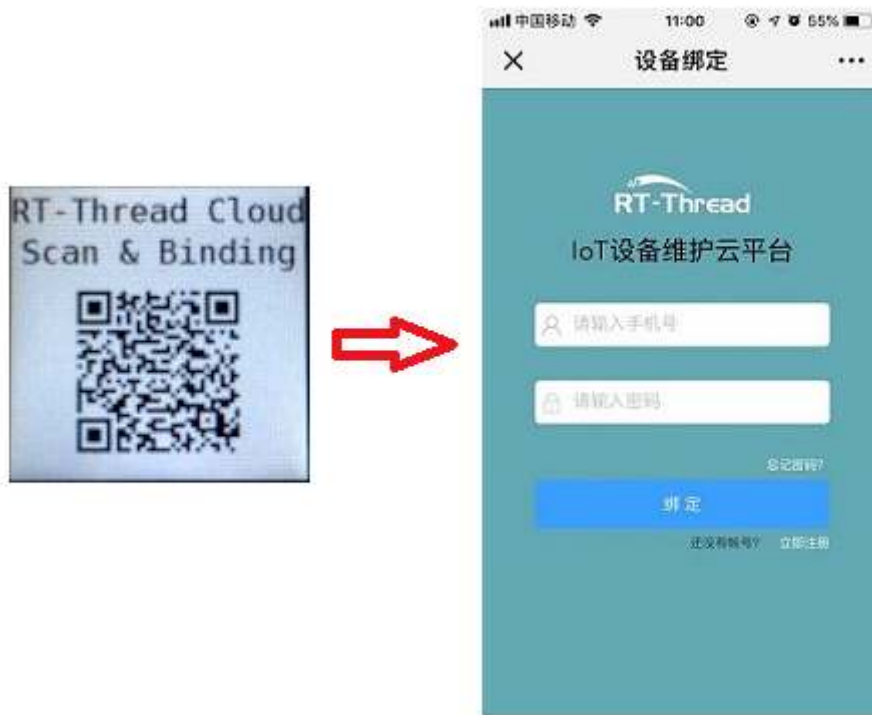 RT-Thread Cloud
Scan & Binding
中国移动 11:00 55%
设备绑定
RT-Thread
IoT设备维护云平台
请输入手机号
请输入密码
忘记密码?
绑 定
还没有帐号? 立即注册